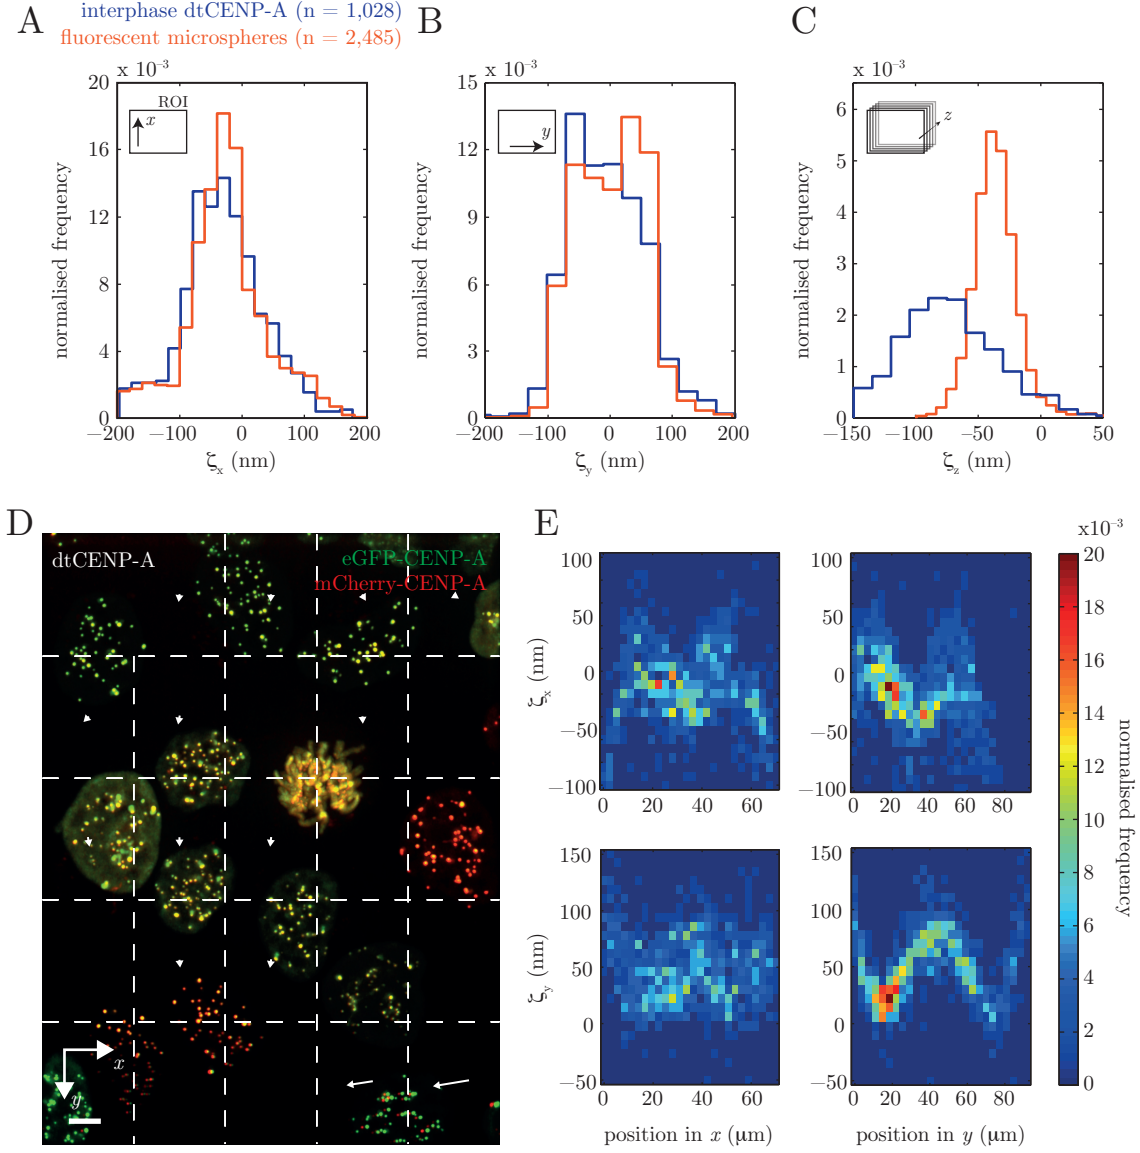 interphase dtCENP-A (n = 1,028)
fluorescent microspheres (n = 2,485)
A
x 10⁻³
20
16
12
8
4
0
normalised frequency
ROI
x
−200
−100
0
100
200
ζx (nm)
B
x 10⁻³
15
12
9
6
3
0
normalised frequency
y
−200
−100
0
100
200
ζy (nm)
C
x 10⁻³
6
5
4
3
2
1
0
normalised frequency
z
−150
−100
−50
0
50
ζz (nm)
D
dtCENP-A
eGFP-CENP-A
mCherry-CENP-A
x
y
E
100
50
0
−50
−100
ζx (nm)
0 20 40 60
100
50
0
−50
−100
0 20 40 60 80
150
100
50
0
−50
ζy (nm)
0 20 40 60
position in x (μm)
150
100
50
0
−50
0 20 40 60 80
position in y (μm)
x10⁻³
20
18
16
14
12
10
8
6
4
2
0
normalised frequency